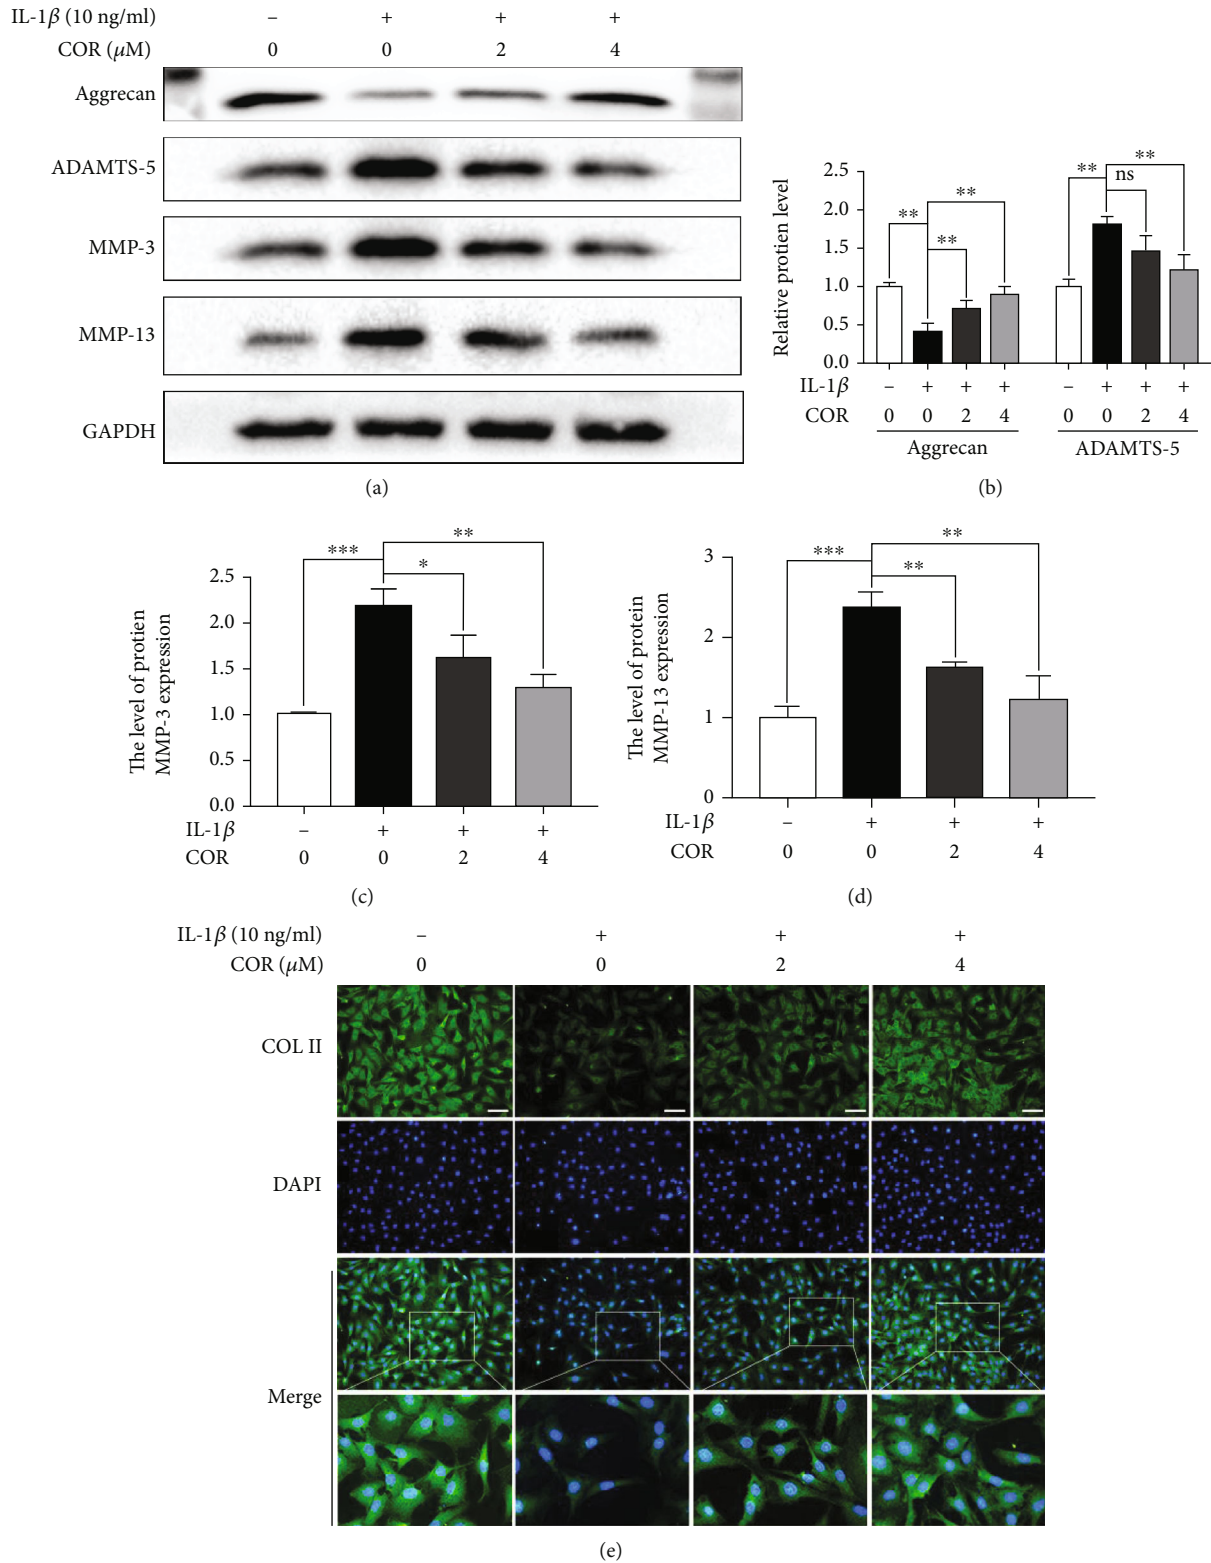 IL-1β (10 ng/ml) – + + +
COR (μM) 0 0 2 4
Aggrecan
ADAMTS-5
MMP-3
MMP-13
GAPDH
(a)
Relative protien level
2.5
2.0
1.5
1.0
0.5
0.0
** ** **
** ns **
IL-1β – + + + – + + +
COR 0 0 2 4 0 0 2 4
Aggrecan ADAMTS-5
(b)
The level of protien
MMP-3 expression
2.5
2.0
1.5
1.0
0.5
0.0
*** * **
IL-1β – + + +
COR 0 0 2 4
(c)
The level of protein
MMP-13 expression
3
2
1
0
*** ** **
IL-1β – + + +
COR 0 0 2 4
(d)
IL-1β (10 ng/ml) – + + +
COR (μM) 0 0 2 4
COL II
DAPI
Merge
(e)